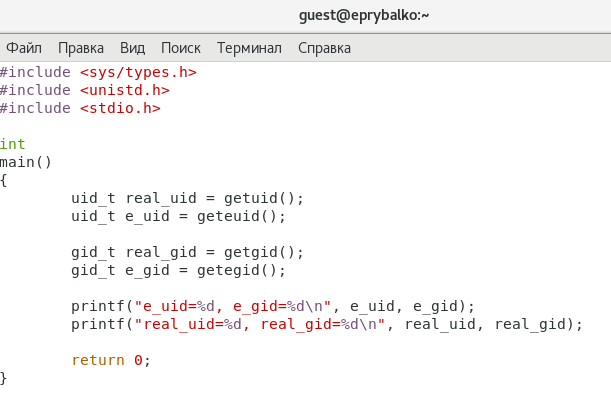 guest@eprybalko:~
Файл Правка Вид Поиск Терминал Справка
#include <sys/types.h>
#include <unistd.h>
#include <stdio.h>

int
main()
{
        uid_t real_uid = getuid();
        uid_t e_uid = geteuid();

        gid_t real_gid = getgid();
        gid_t e_gid = getegid();

        printf("e_uid=%d, e_gid=%d\n", e_uid, e_gid);
        printf("real_uid=%d, real_gid=%d\n", real_uid, real_gid);

        return 0;
}